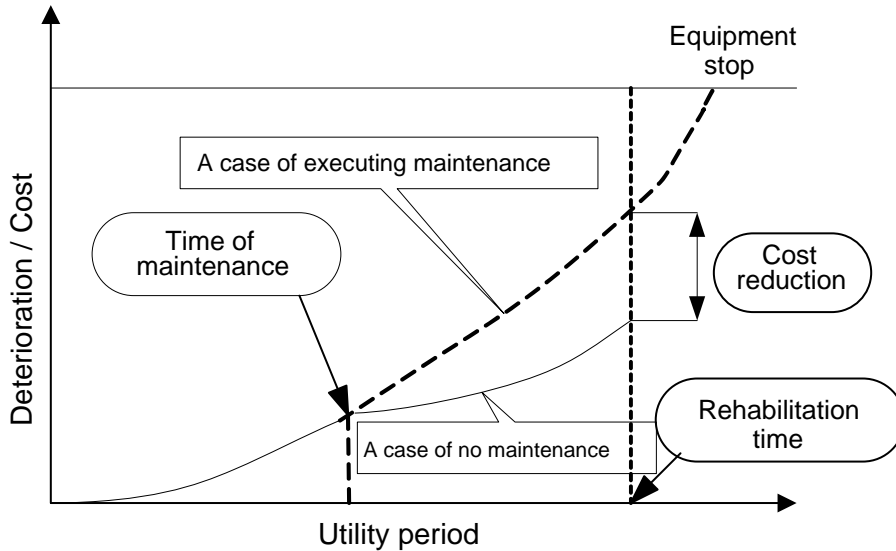 Equipment
stop
A case of executing maintenance
Time of
maintenance
Cost
reduction
Deterioration / Cost
Rehabilitation
time
A case of no maintenance
Utility period